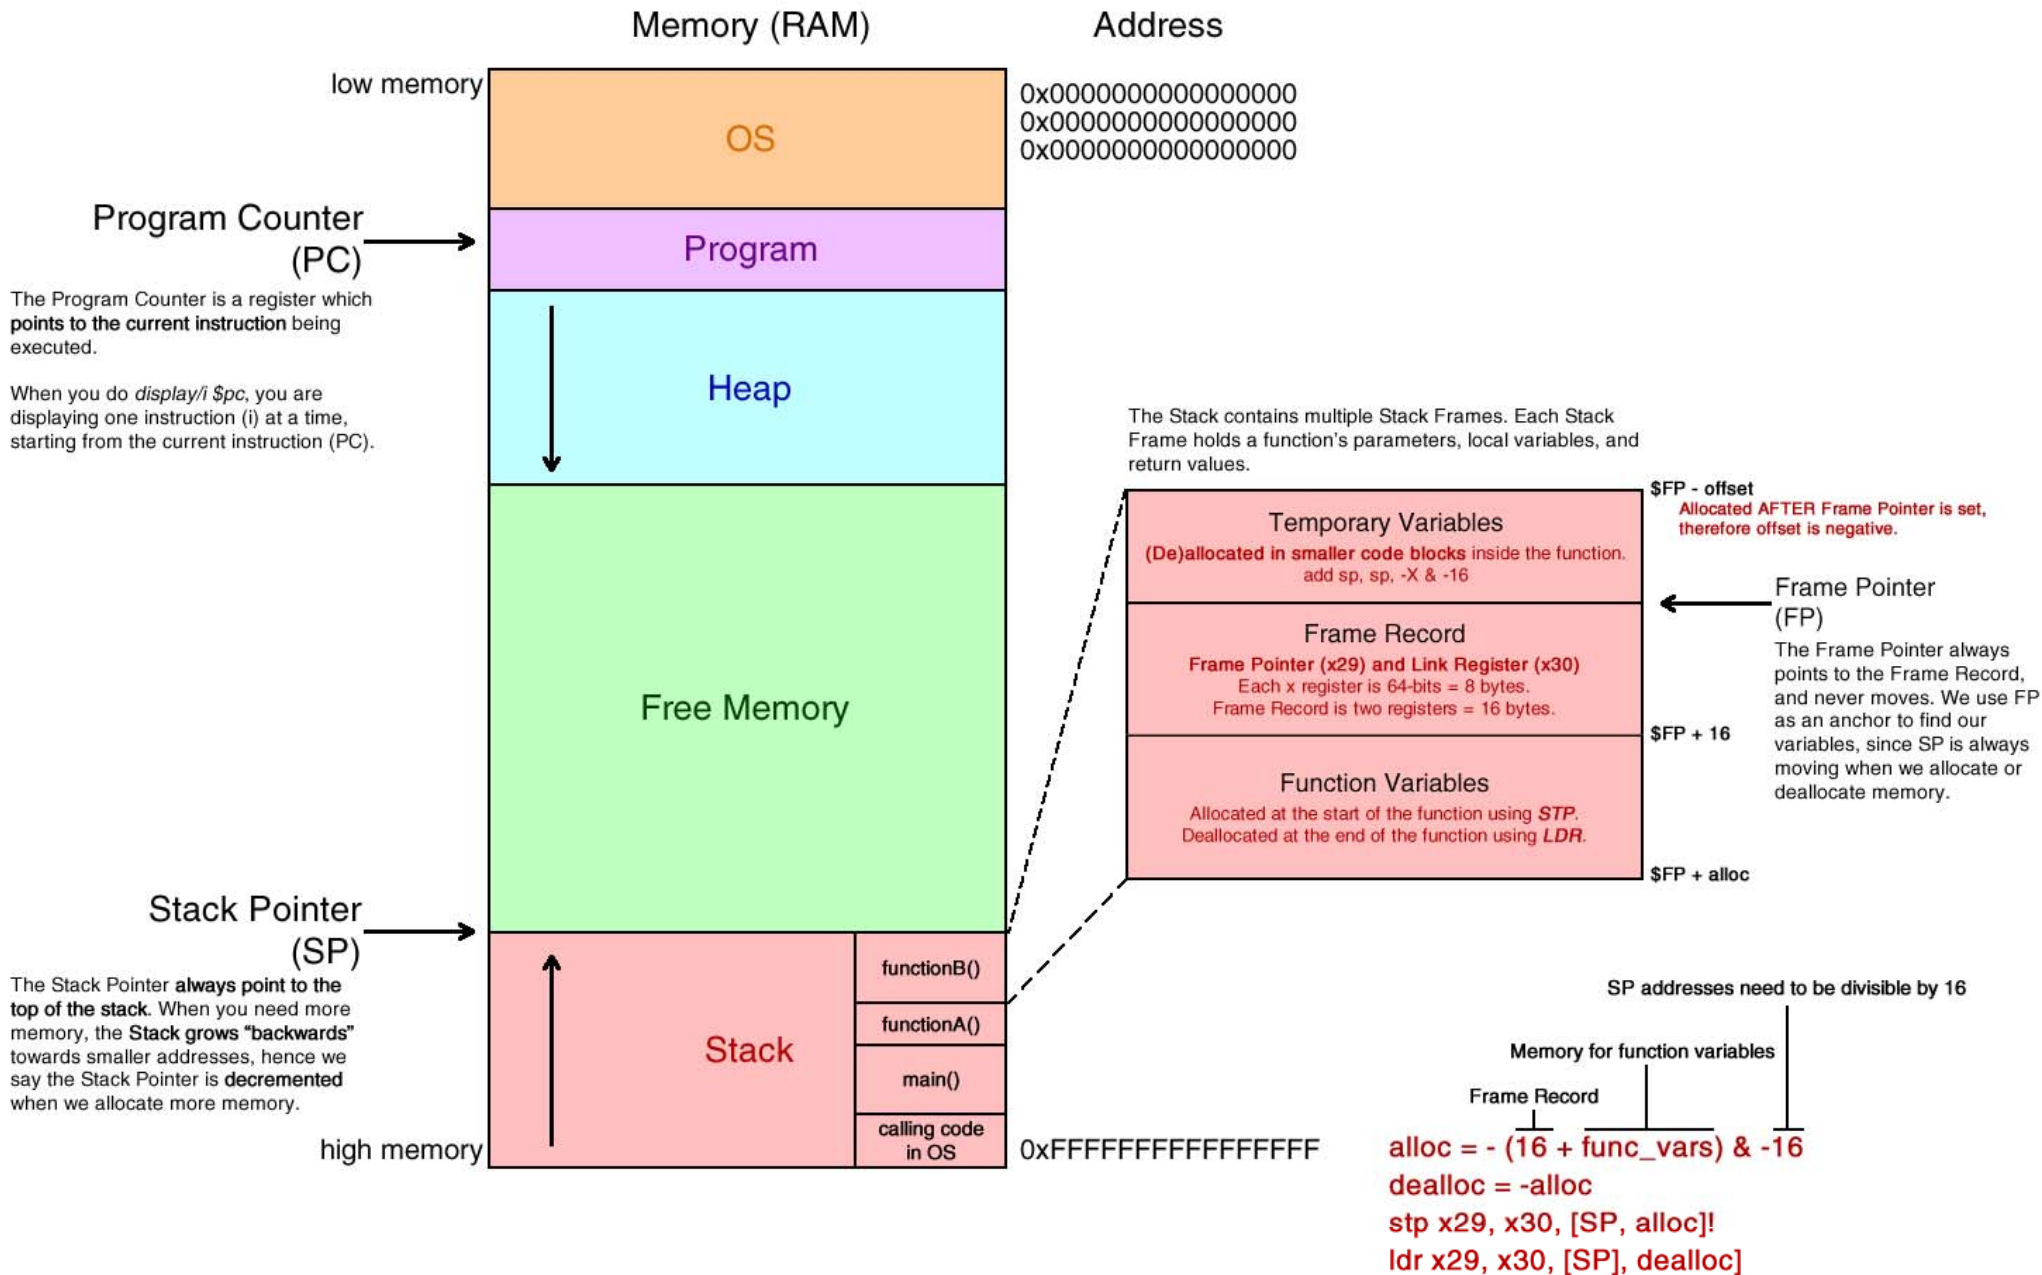 Memory (RAM)
Address
low memory
OS
0x0000000000000000
0x0000000000000000
0x0000000000000000
Program Counter
(PC)
The Program Counter is a register which
points to the current instruction being
executed.
When you do display/i $pc, you are
displaying one instruction (i) at a time,
starting from the current instruction (PC).
Program
Heap
Free Memory
The Stack contains multiple Stack Frames. Each Stack
Frame holds a function's parameters, local variables, and
return values.
$FP - offset
Allocated AFTER Frame Pointer is set,
therefore offset is negative.
Temporary Variables
(De)allocated in smaller code blocks inside the function.
add sp, sp, -X & -16
Frame Pointer
(FP)
The Frame Pointer always
points to the Frame Record,
and never moves. We use FP
as an anchor to find our
variables, since SP is always
moving when we allocate or
deallocate memory.
Frame Record
Frame Pointer (x29) and Link Register (x30)
Each x register is 64-bits = 8 bytes.
Frame Record is two registers = 16 bytes.
$FP + 16
Function Variables
Allocated at the start of the function using STP.
Deallocated at the end of the function using LDR.
$FP + alloc
Stack Pointer
(SP)
The Stack Pointer always point to the
top of the stack. When you need more
memory, the Stack grows “backwards”
towards smaller addresses, hence we
say the Stack Pointer is decremented
when we allocate more memory.
Stack
functionB()
functionA()
main()
calling code
in OS
high memory
0xFFFFFFFFFFFFFFFF
SP addresses need to be divisible by 16
Memory for function variables
Frame Record
alloc = - (16 + func_vars) & -16
dealloc = -alloc
stp x29, x30, [SP, alloc]!
ldr x29, x30, [SP], dealloc]